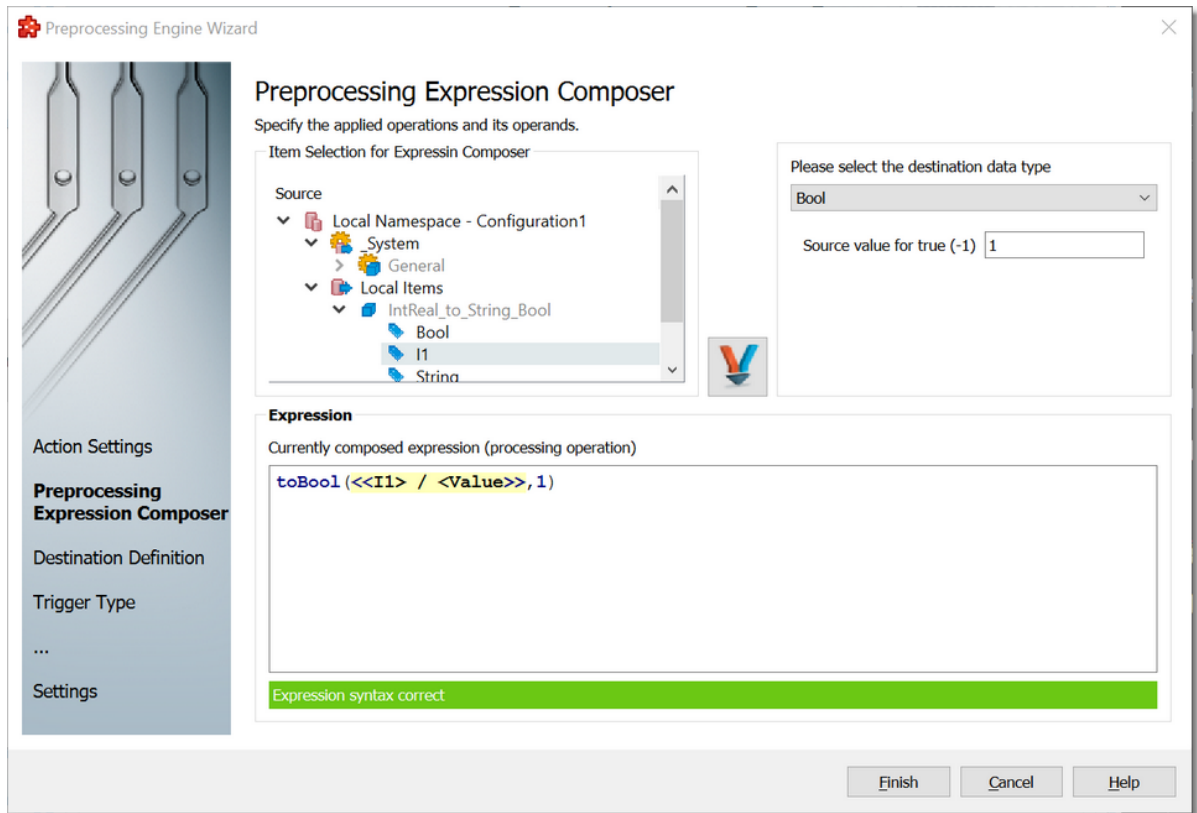 Preprocessing Engine Wizard
Preprocessing Expression Composer
Specify the applied operations and its operands.
Item Selection for Expressin Composer
Source
Local Namespace - Configuration1
_System
General
Local Items
IntReal_to_String_Bool
Bool
I1
String
Please select the destination data type
Bool
Source value for true (-1) 1
Expression
Currently composed expression (processing operation)
toBool(<<I1> / <Value>>,1)
Expression syntax correct
Action Settings
Preprocessing
Expression Composer
Destination Definition
Trigger Type
...
Settings
Finish
Cancel
Help